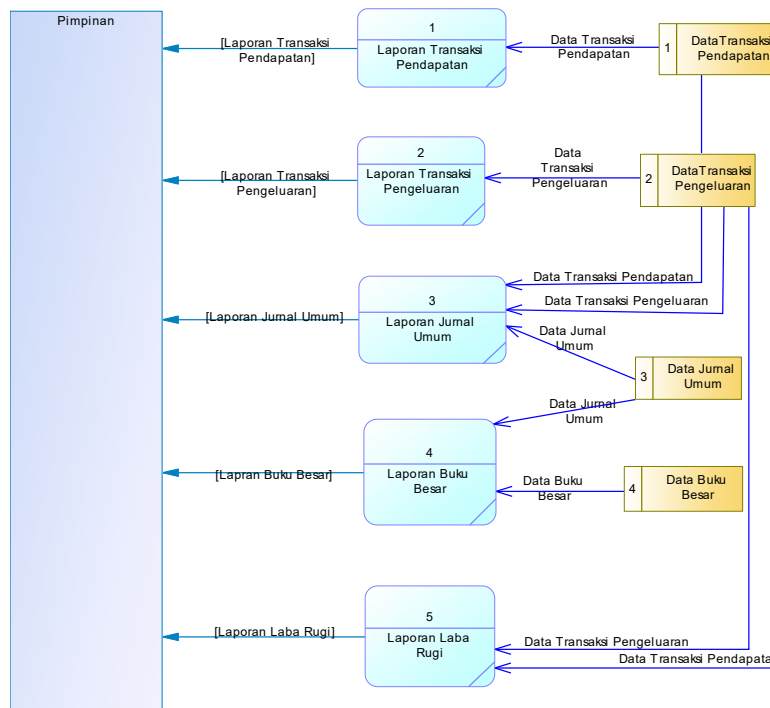 Pimpinan
[Laporan Transaksi
Pendapatan]
1
Laporan Transaksi
Pendapatan
Data Transaksi
Pendapatan
1
DataTransaksi
Pendapatan
[Laporan Transaksi
Pengeluaran]
2
Laporan Transaksi
Pengeluaran
Data
Transaksi
Pengeluaran
2
DataTransaksi
Pengeluaran
[Laporan Jurnal Umum]
3
Laporan Jurnal
Umum
Data Transaksi Pendapatan
Data Transaksi Pengeluaran
Data Jurnal
Umum
3
Data Jurnal
Umum
Data Jurnal
Umum
[Lapran Buku Besar]
4
Laporan Buku
Besar
Data Buku
Besar
4
Data Buku
Besar
[Laporan Laba Rugi]
5
Laporan Laba
Rugi
Data Transaksi Pengeluaran
Data Transaksi Pendapata